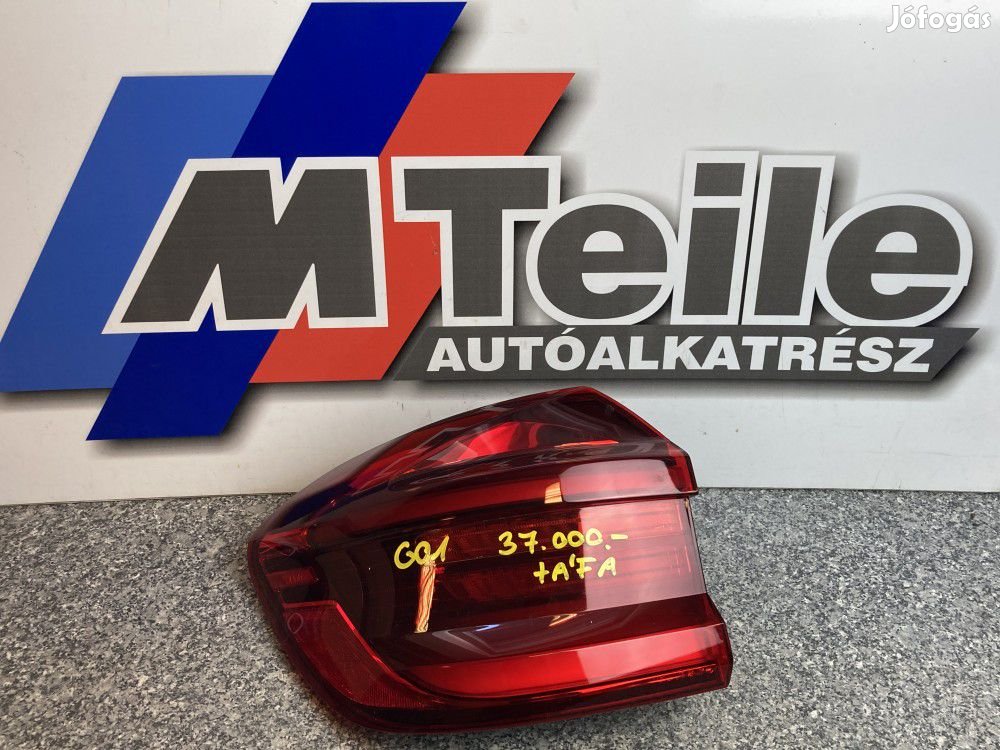 Jófogás
MTeile
AUTÓALKATRÉSZ
G01 37.000.-
+ÁFA